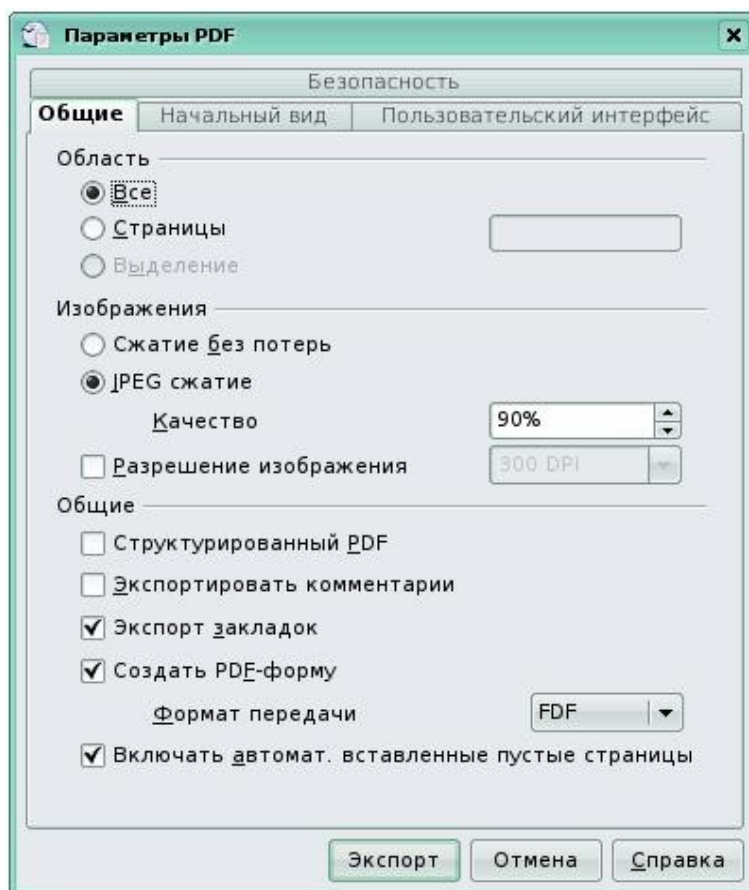 Параметры PDF
Безопасность
Общие Начальный вид Пользовательский интерфейс
Область
Все
Страницы
Выделение
Изображения
Сжатие без потерь
JPEG сжатие
Качество 90%
Разрешение изображения 300 DPI
Общие
Структурированный PDF
Экспортировать комментарии
Экспорт закладок
Создать PDF-форму
Формат передачи FDF
Включать автомат. вставленные пустые страницы
Экспорт Отмена Справка